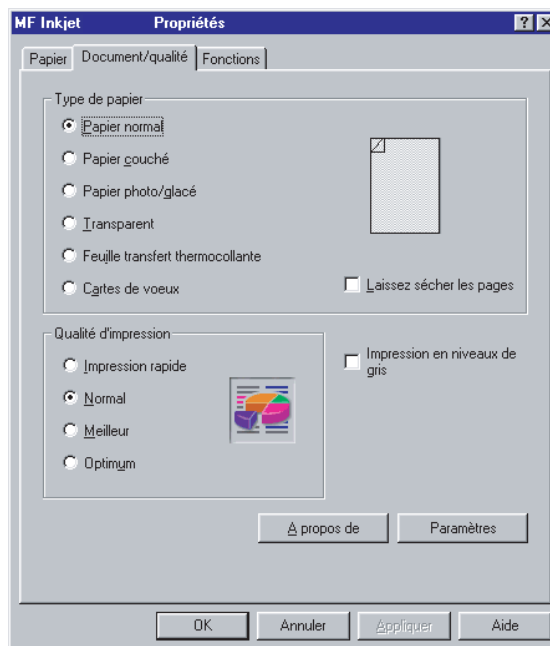 MF Inkjet Propriétés
Papier Document/qualité Fonctions
Type de papier
Papier normal
Papier couché
Papier photo/glacé
Transparent
Feuille transfert thermocollante
Cartes de voeux
Laissez sécher les pages
Qualité d'impression
Impression rapide
Normal
Meilleur
Optimum
Impression en niveaux de
gris
A propos de Paramètres
OK Annuler Appliquer Aide